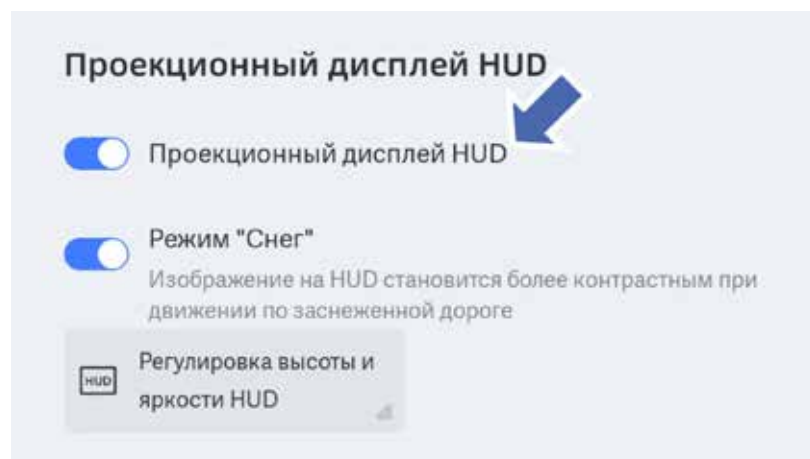 Проекционный дисплей HUD
Проекционный дисплей HUD
Режим "Снег"
Изображение на HUD становится более контрастным при
движении по заснеженной дороге
HUD
Регулировка высоты и
яркости HUD